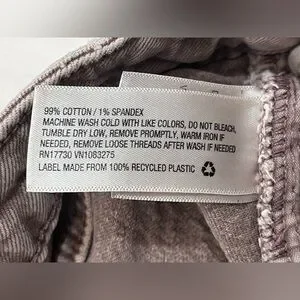 99% COTTON / 1% SPANDEX
MACHINE WASH COLD WITH LIKE COLORS, DO NOT BLEACH,
TUMBLE DRY LOW, REMOVE PROMPTLY, WARM IRON IF
NEEDED, REMOVE LOOSE THREADS AFTER WASH IF NEEDED
RN17730 VN1063275
LABEL MADE FROM 100% RECYCLED PLASTIC